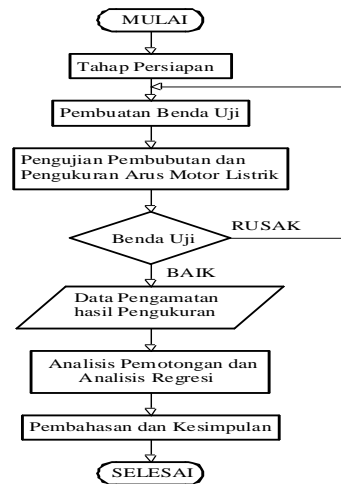 MULAI
Tahap Persiapan
Pembuatan Benda Uji
Pengujian Pembubutan dan
Pengukuran Arus Motor Listrik
Benda Uji
RUSAK
BAIK
Data Pengamatan
hasil Pengukuran
Analisis Pemotongan dan
Analisis Regresi
Pembahasan dan Kesimpulan
SELESAI